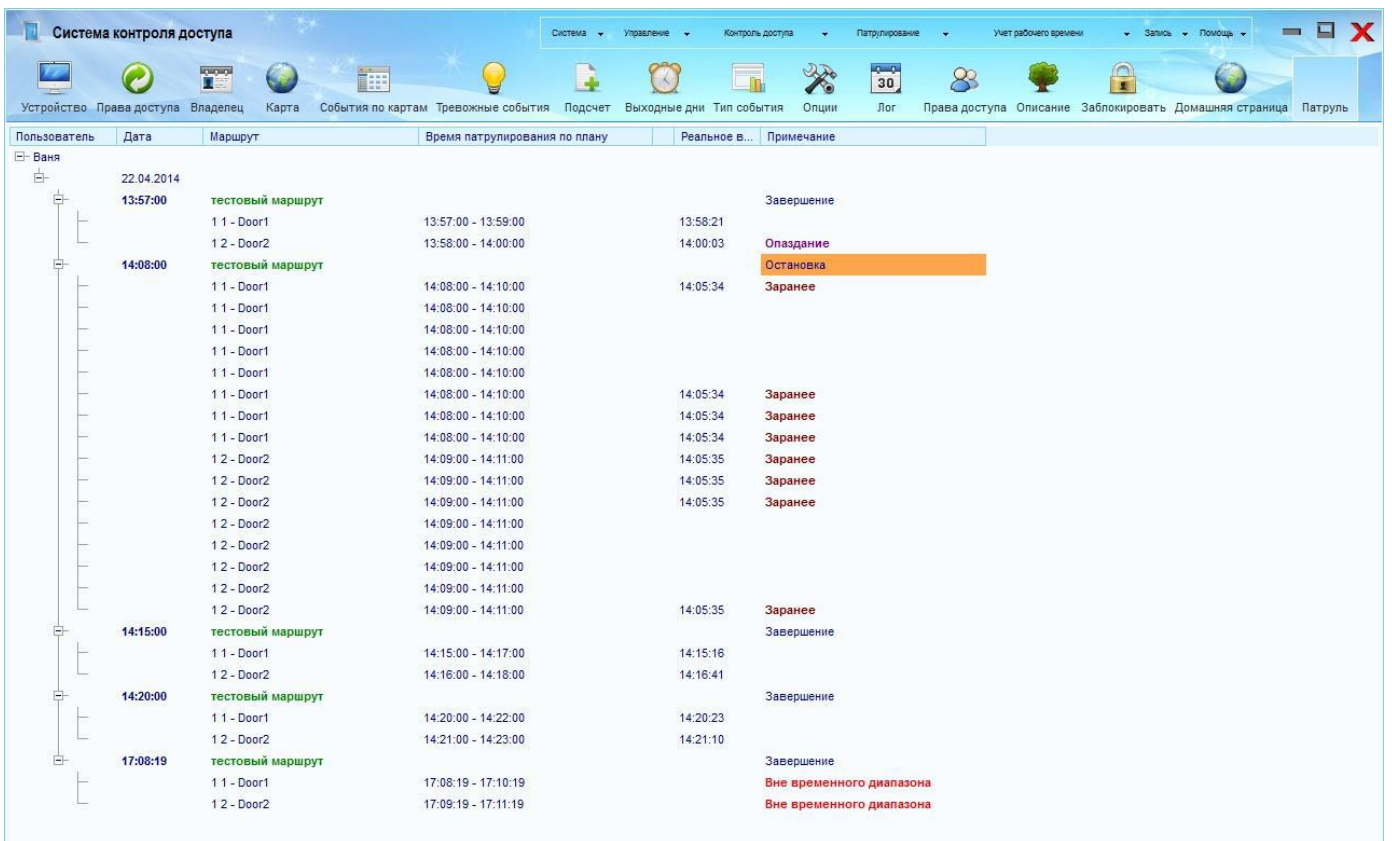 Система контроля доступа Система Управление Контроль доступа Патрулирование Учет рабочего времени Запись Помощь
30
Устройство Права доступа Владелец Карта События по картам Тревожные события Подсчет Выходные дни Тип события Опции Лог Права доступа Описание Заблокировать Домашняя страница Патруль
Пользователь Дата Маршрут Время патрулирования по плану Реальное в... Примечание
Ваня
22.04.2014
13:57:00 тестовый маршрут Завершение
1 1 - Door1 13:57:00 - 13:59:00 13:58:21
1 2 - Door2 13:58:00 - 14:00:00 14:00:03 Опаздание
14:08:00 тестовый маршрут Остановка
1 1 - Door1 14:08:00 - 14:10:00 14:05:34 Заранее
1 1 - Door1 14:08:00 - 14:10:00
1 1 - Door1 14:08:00 - 14:10:00
1 1 - Door1 14:08:00 - 14:10:00
1 1 - Door1 14:08:00 - 14:10:00
1 1 - Door1 14:08:00 - 14:10:00 14:05:34 Заранее
1 1 - Door1 14:08:00 - 14:10:00 14:05:34 Заранее
1 1 - Door1 14:08:00 - 14:10:00 14:05:34 Заранее
1 2 - Door2 14:09:00 - 14:11:00 14:05:35 Заранее
1 2 - Door2 14:09:00 - 14:11:00 14:05:35 Заранее
1 2 - Door2 14:09:00 - 14:11:00 14:05:35 Заранее
1 2 - Door2 14:09:00 - 14:11:00
1 2 - Door2 14:09:00 - 14:11:00
1 2 - Door2 14:09:00 - 14:11:00
1 2 - Door2 14:09:00 - 14:11:00
1 2 - Door2 14:09:00 - 14:11:00 14:05:35 Заранее
14:15:00 тестовый маршрут Завершение
1 1 - Door1 14:15:00 - 14:17:00 14:15:16
1 2 - Door2 14:16:00 - 14:18:00 14:16:41
14:20:00 тестовый маршрут Завершение
1 1 - Door1 14:20:00 - 14:22:00 14:20:23
1 2 - Door2 14:21:00 - 14:23:00 14:21:10
17:08:19 тестовый маршрут Завершение
1 1 - Door1 17:08:19 - 17:10:19 Вне временного диапазона
1 2 - Door2 17:09:19 - 17:11:19 Вне временного диапазона